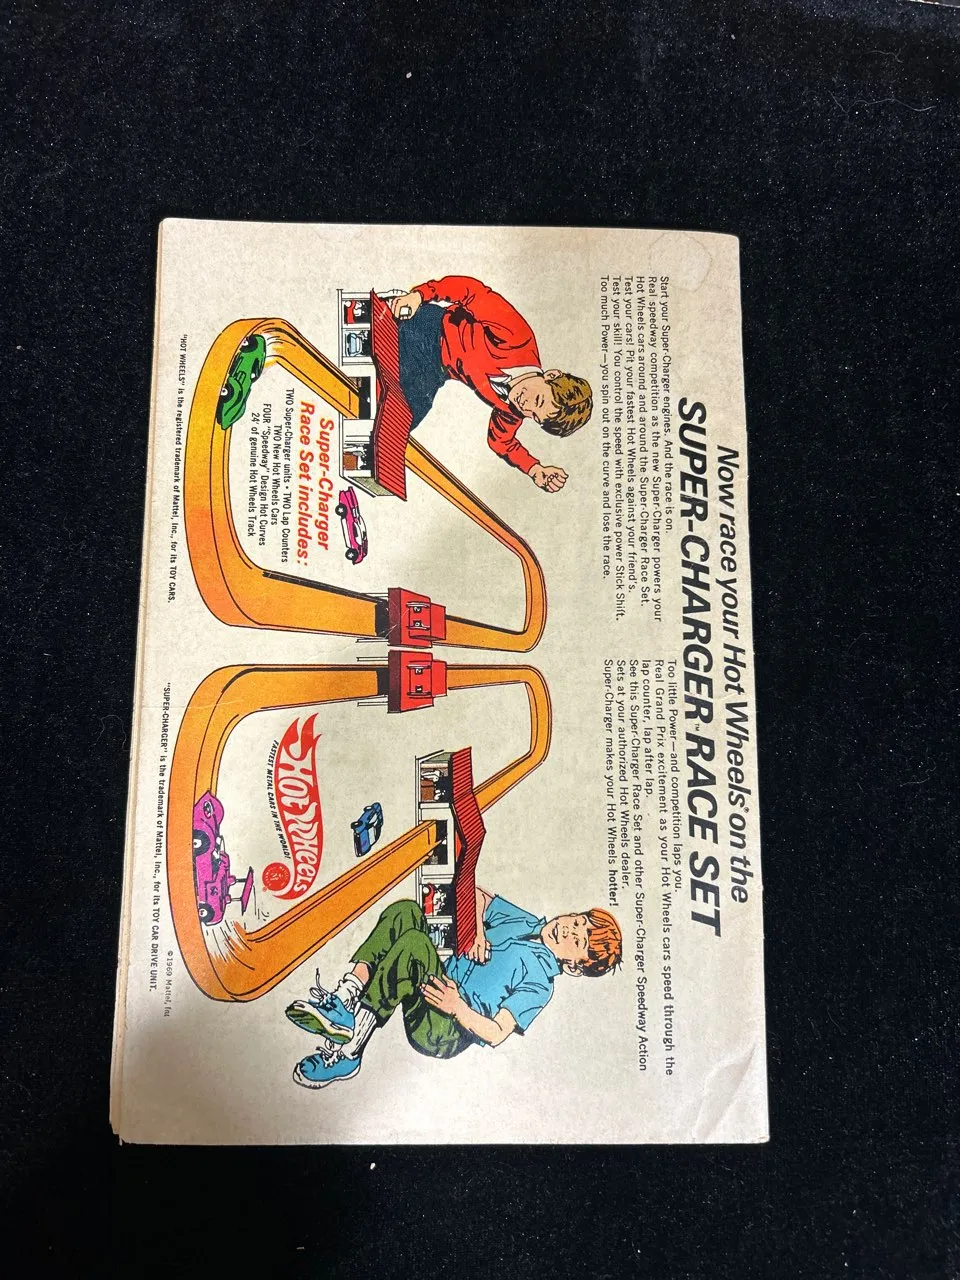 Now race your Hot Wheels® on the
SUPER-CHARGER™ RACE SET
Start your Super-Charger engines. And the race is on.
Real speedway competition as the new Super-Charger powers your
Hot Wheels cars around and around the Super-Charger Race Set.
Test your cars! Pit your fastest Hot Wheels against your friend's.
Test your skill! You control the speed with exclusive power Stick Shift.
Too much Power—you spin out on the curve and lose the race.
Too little Power—and competition laps you.
Real Grand Prix excitement as your Hot Wheels cars speed through the
lap counter, lap after lap.
See this Super-Charger Race Set and other Super-Charger Speedway Action
Sets at your authorized Hot Wheels dealer.
Super-Charger makes your Hot Wheels hotter!
Super-Charger
Race Set includes:
TWO Super-Charger units • TWO Lap Counters
TWO New Hot Wheels Cars
FOUR "Speedway" Design Hot Curves
24' of genuine Hot Wheels Track
HOT WHEELS
FASTEST METAL CARS IN THE WORLD!
"HOT WHEELS" is the registered trademark of Mattel, Inc., for its TOY CARS.
"SUPER-CHARGER" is the trademark of Mattel, Inc., for its TOY CAR DRIVE UNIT.
©1969 Mattel, Inc